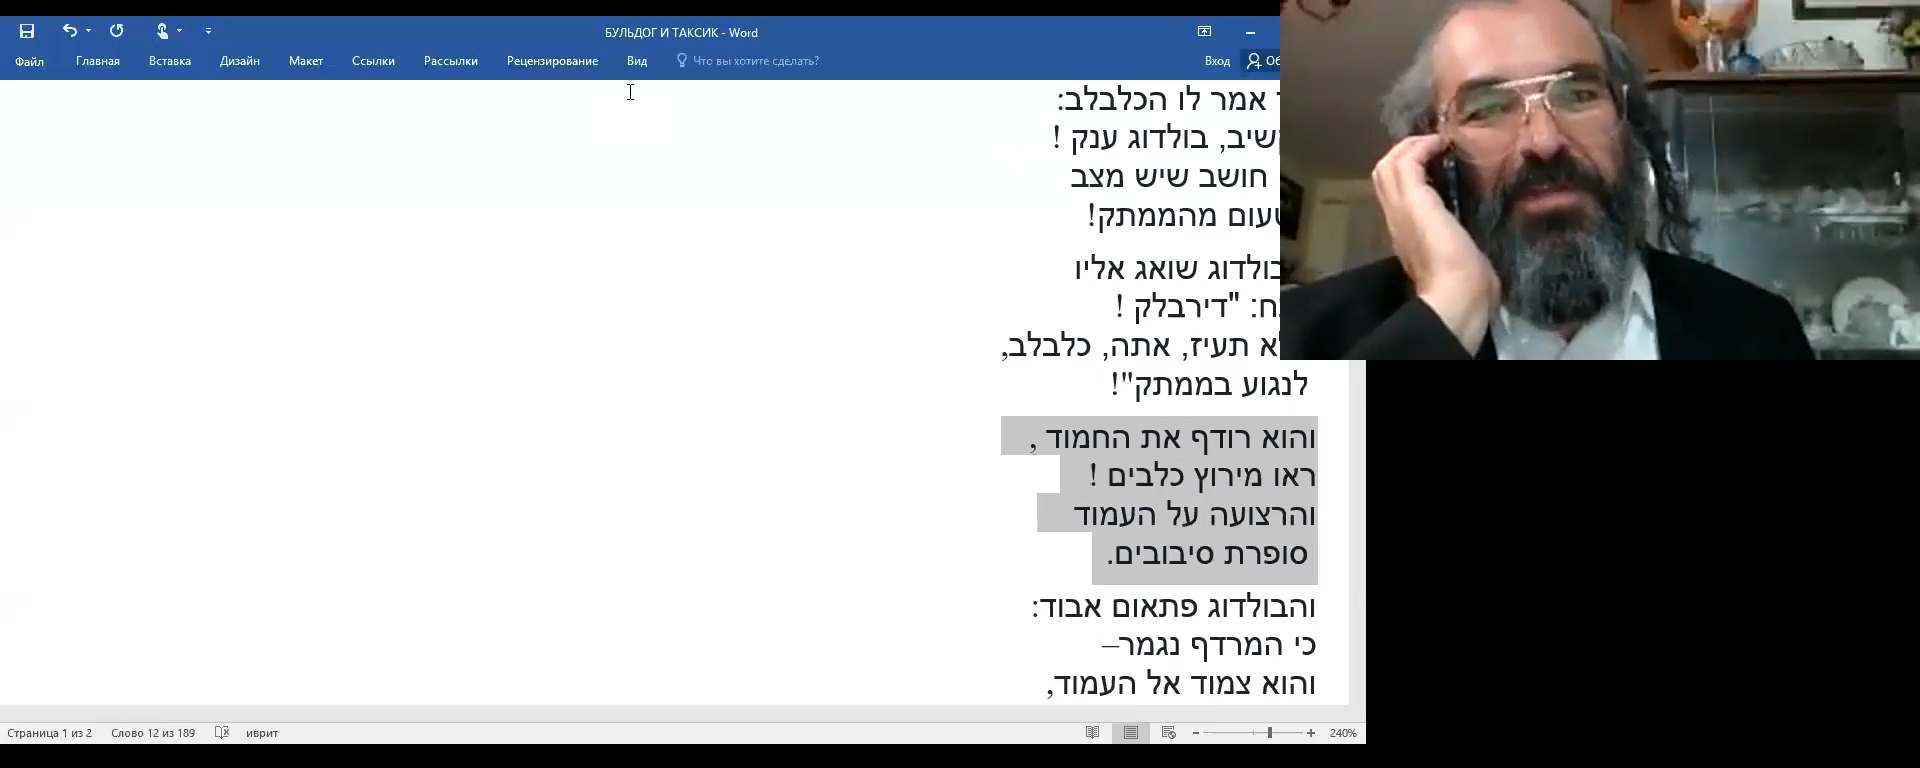 БУЛЬДОГ И ТАКСИК - Word
Файл Главная Вставка Дизайн Макет Ссылки Рассылки Рецензирование Вид Что вы хотите сделать? Вход
אמר לו הכלבלב:
בולדוג ענק !
חושב שיש מצב
מהממתק!
שואג אליו
"דירבלק !
תעיז, אתה, כלבלב,
לנגוע בממתק"!
והוא רודף את החמוד ,
ראו מירוץ כלבים !
והרצועה על העמוד
סופרת סיבובים.
והבולדוג פתאום אבוד:
כי המרדף נגמר–
והוא צמוד אל העמוד,
Страница 1 из 2 Слово 12 из 189 иврит 240%